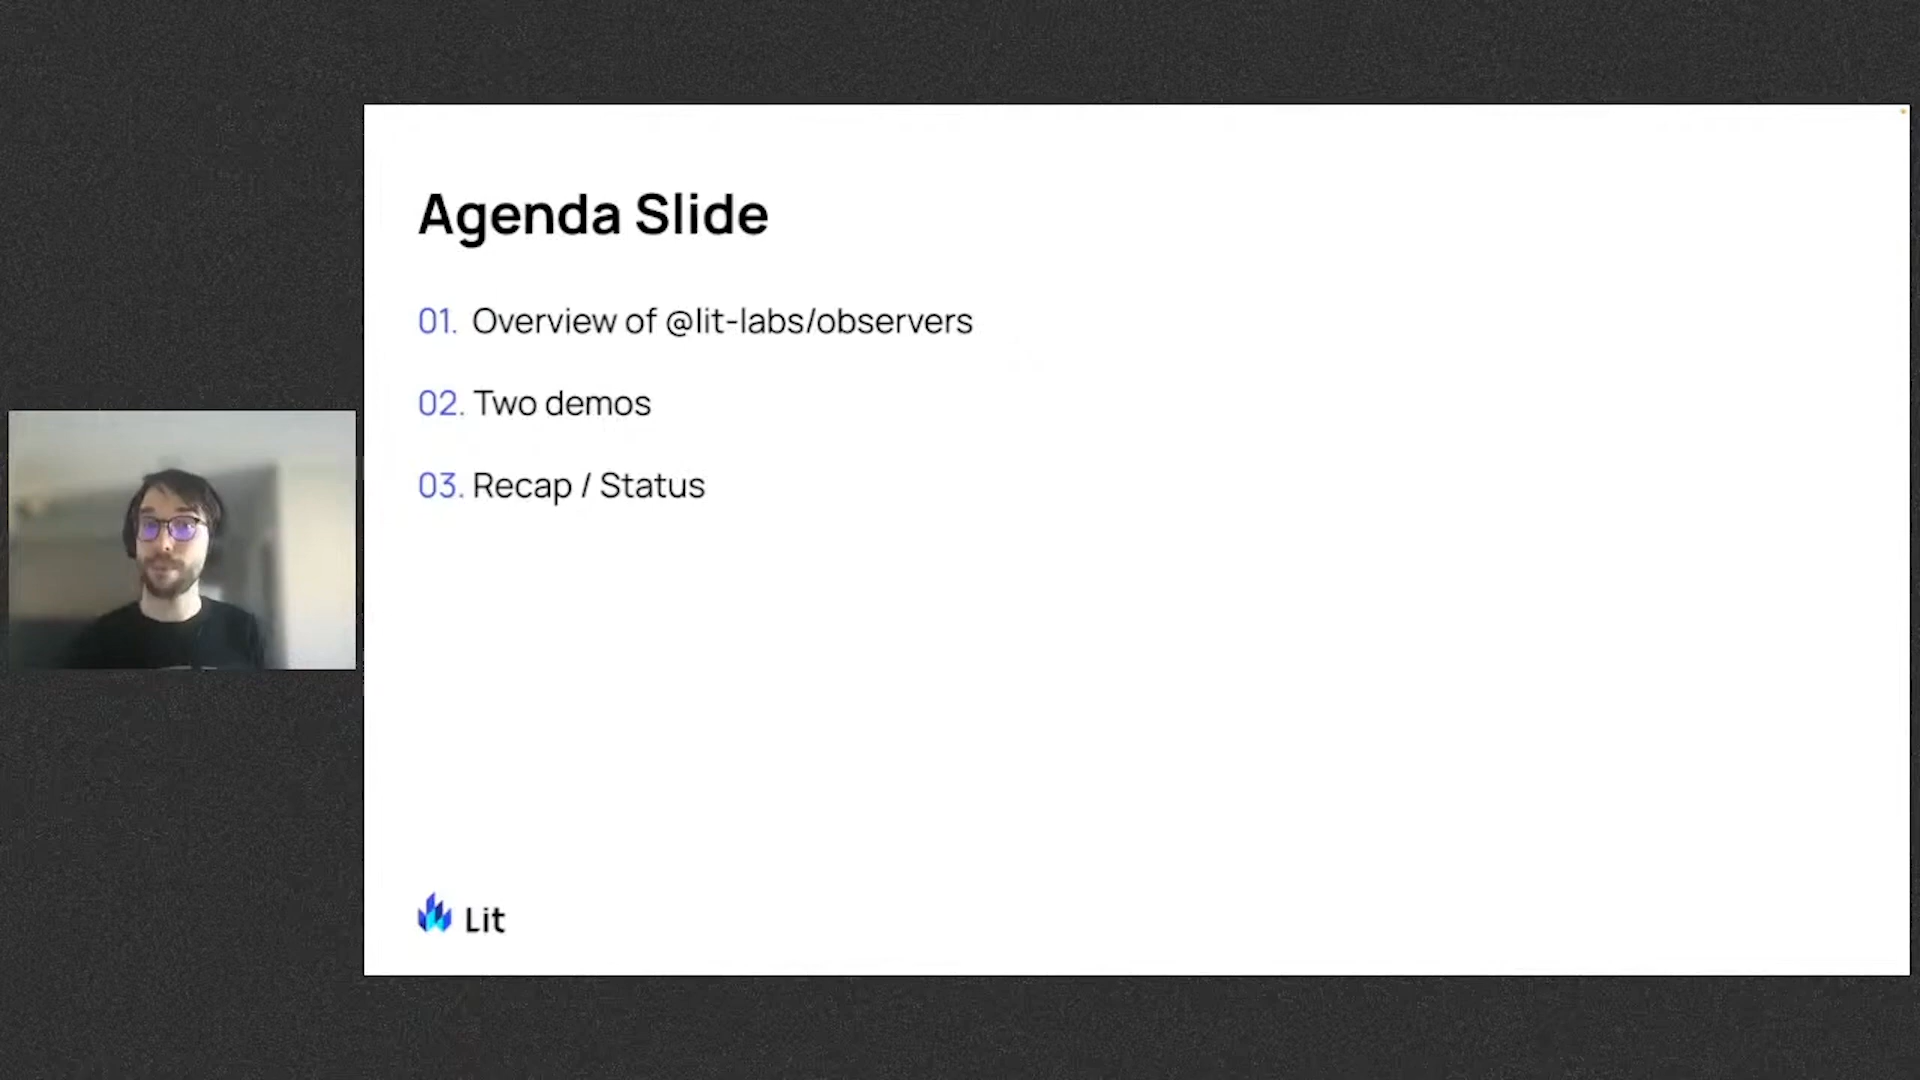 Agenda Slide
01. Overview of @lit-labs/observers
02. Two demos
03. Recap / Status
Lit